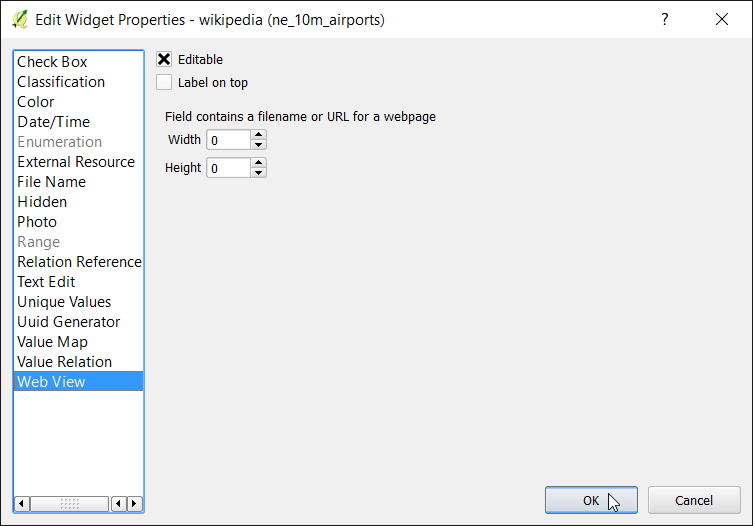 Edit Widget Properties - wikipedia (ne_10m_airports)
?
Check Box
Classification
Color
Date/Time
Enumeration
External Resource
File Name
Hidden
Photo
Range
Relation Reference
Text Edit
Unique Values
Uuid Generator
Value Map
Value Relation
Web View
Editable
Label on top
Field contains a filename or URL for a webpage
Width 0
Height 0
OK Cancel